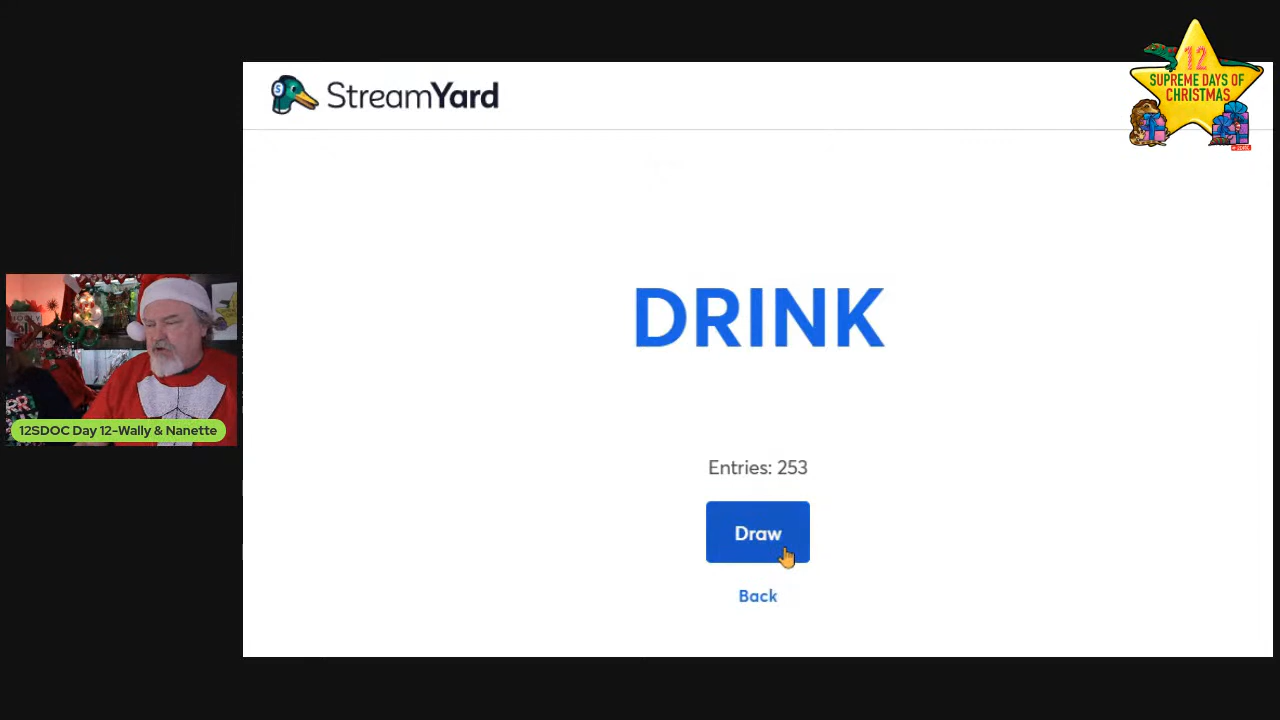 StreamYard
12
SUPREME DAYS OF
CHRISTMAS
DRINK
Entries: 253
Draw
Back
12SDOC Day 12-Wally & Nanette